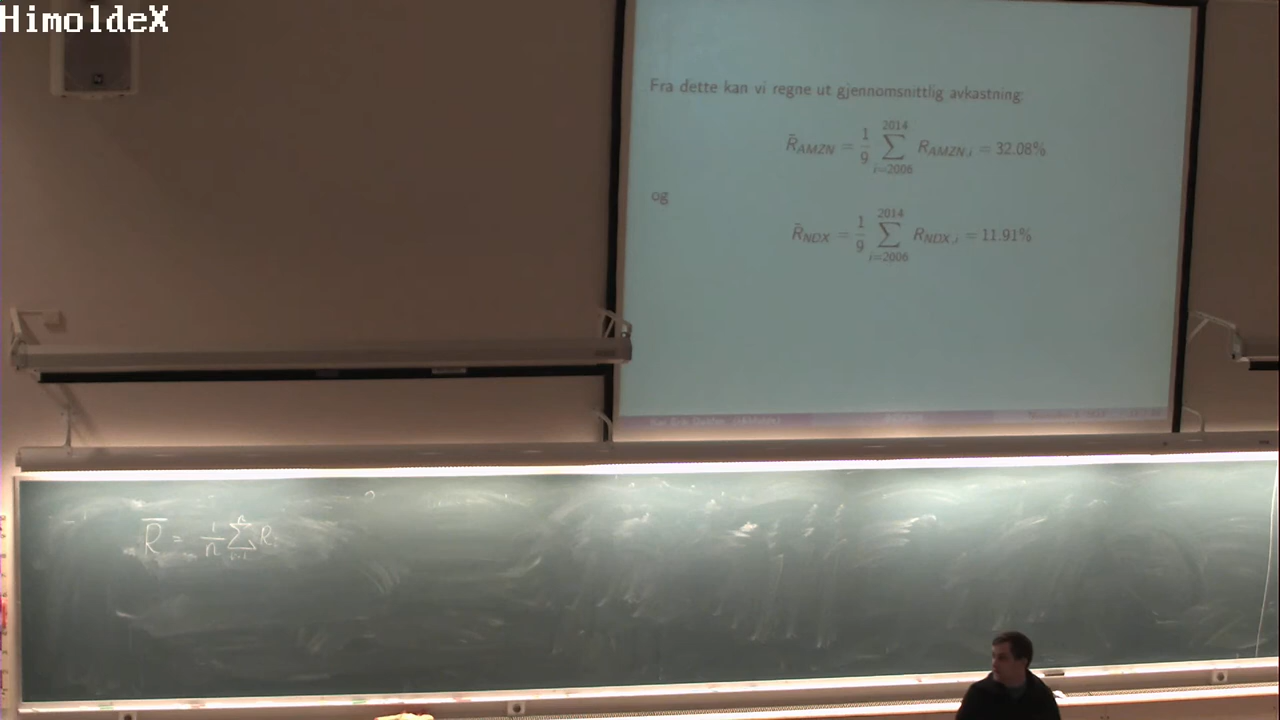 HimoldeX
Fra dette kan vi regne ut gjennomsnittlig avkastning:
R̄_AMZN = 1/9 ∑_{i=2006}^{2014} R_AMZN,i = 32.08%
og
R̄_NDX = 1/9 ∑_{i=2006}^{2014} R_NDX,i = 11.91%
R̄ = 1/n ∑_{i=1}^{n} R_i